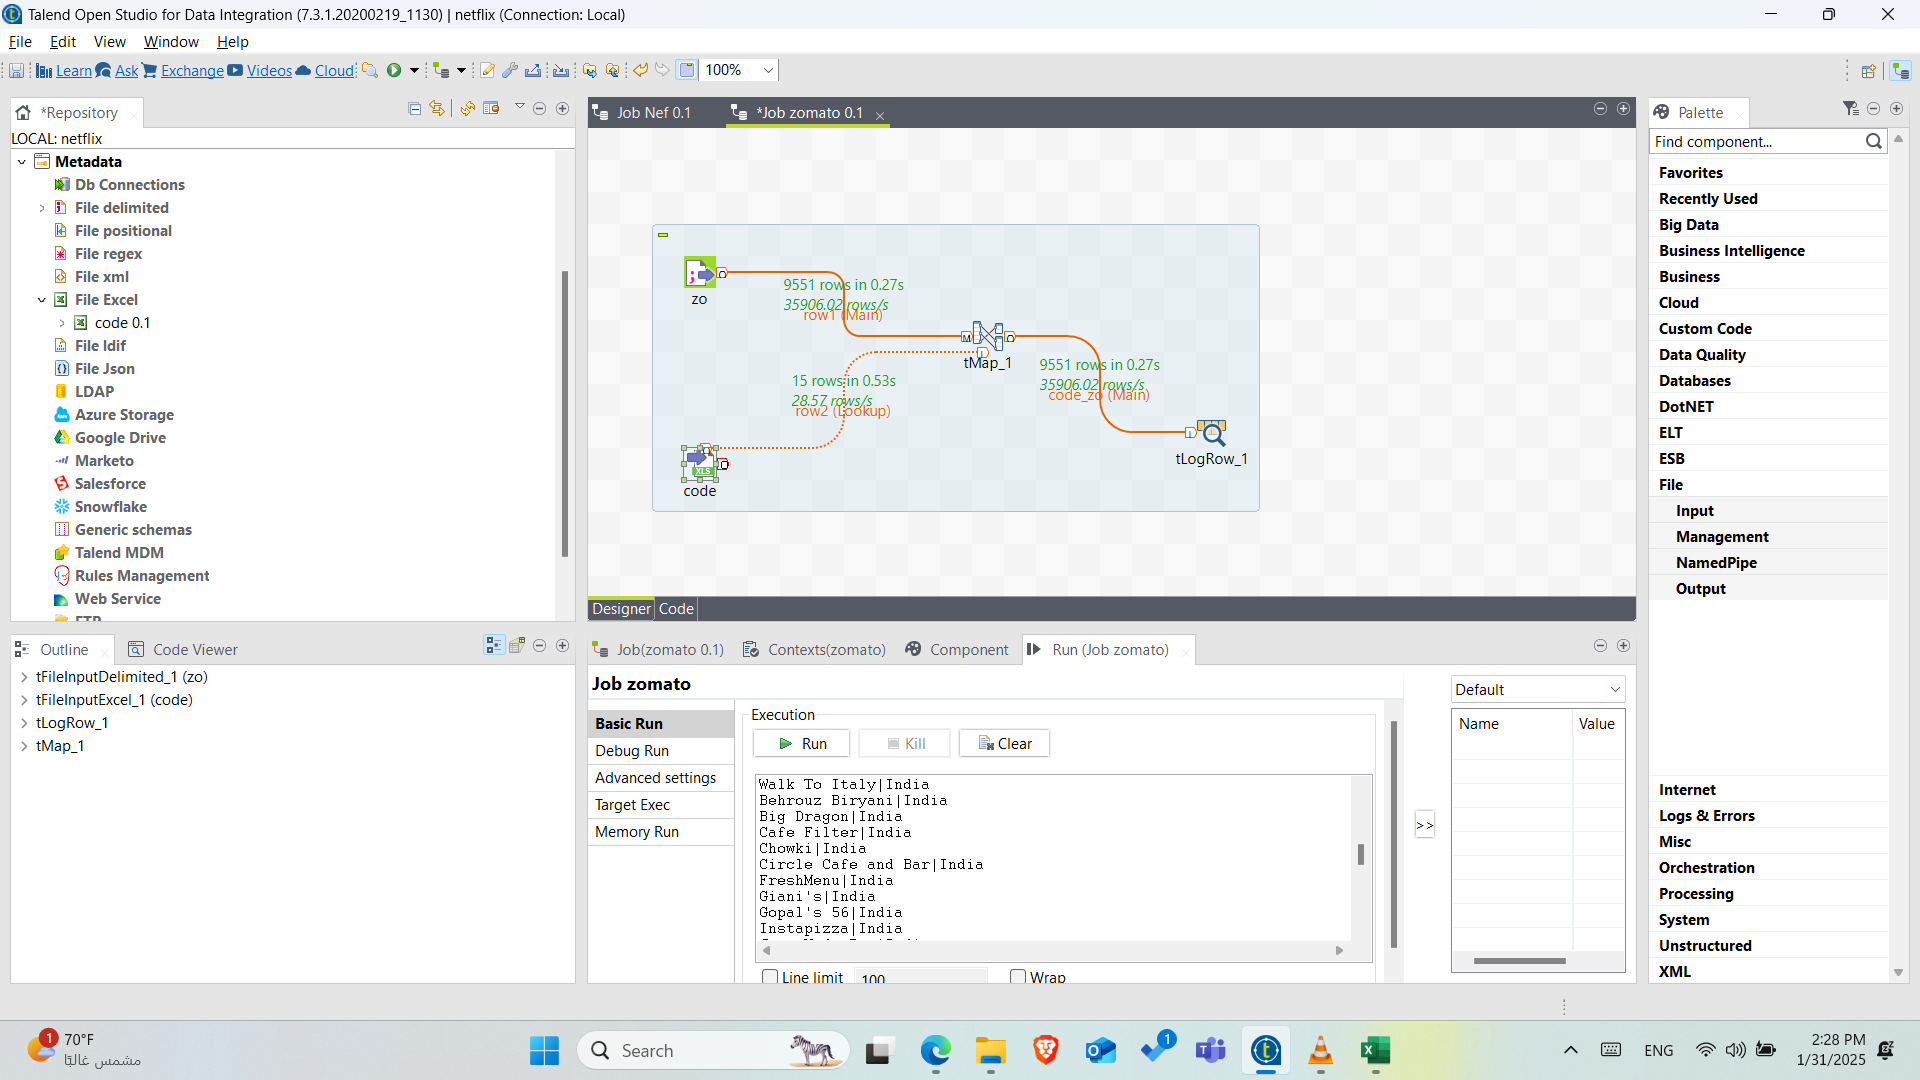 Talend Open Studio for Data Integration (7.3.1.20200219_1130) | netflix (Connection: Local)
File Edit View Window Help
Learn Ask Exchange Videos Cloud 100%
*Repository
LOCAL: netflix
Metadata
Db Connections
File delimited
File positional
File regex
File xml
File Excel
code 0.1
File ldif
File Json
LDAP
Azure Storage
Google Drive
Marketo
Salesforce
Snowflake
Generic schemas
Talend MDM
Rules Management
Web Service
FTP
Job Nef 0.1
*Job zomato 0.1
zo
9551 rows in 0.27s
35906.02 rows/s
row1 (Main)
tMap_1
15 rows in 0.53s
28.57 rows/s
row2 (Lookup)
9551 rows in 0.27s
35906.02 rows/s
code_zo (Main)
tLogRow_1
XLS
code
Designer Code
Palette
Find component...
Favorites
Recently Used
Big Data
Business Intelligence
Business
Cloud
Custom Code
Data Quality
Databases
DotNET
ELT
ESB
File
Input
Management
NamedPipe
Output
Internet
Logs & Errors
Misc
Orchestration
Processing
System
Unstructured
XML
Outline
Code Viewer
tFileInputDelimited_1 (zo)
tFileInputExcel_1 (code)
tLogRow_1
tMap_1
Job(zomato 0.1)
Contexts(zomato)
Component
Run (Job zomato)
Job zomato
Basic Run
Debug Run
Advanced settings
Target Exec
Memory Run
Execution
Run
Kill
Clear
Walk To Italy|India
Behrouz Biryani|India
Big Dragon|India
Cafe Filter|India
Chowki|India
Circle Cafe and Bar|India
FreshMenu|India
Giani's|India
Gopal's 56|India
Instapizza|India
Line limit 100
Wrap
>>
Default
Name Value
1
70°F
مشمس غالبًا
Search
1
ENG
2:28 PM
1/31/2025